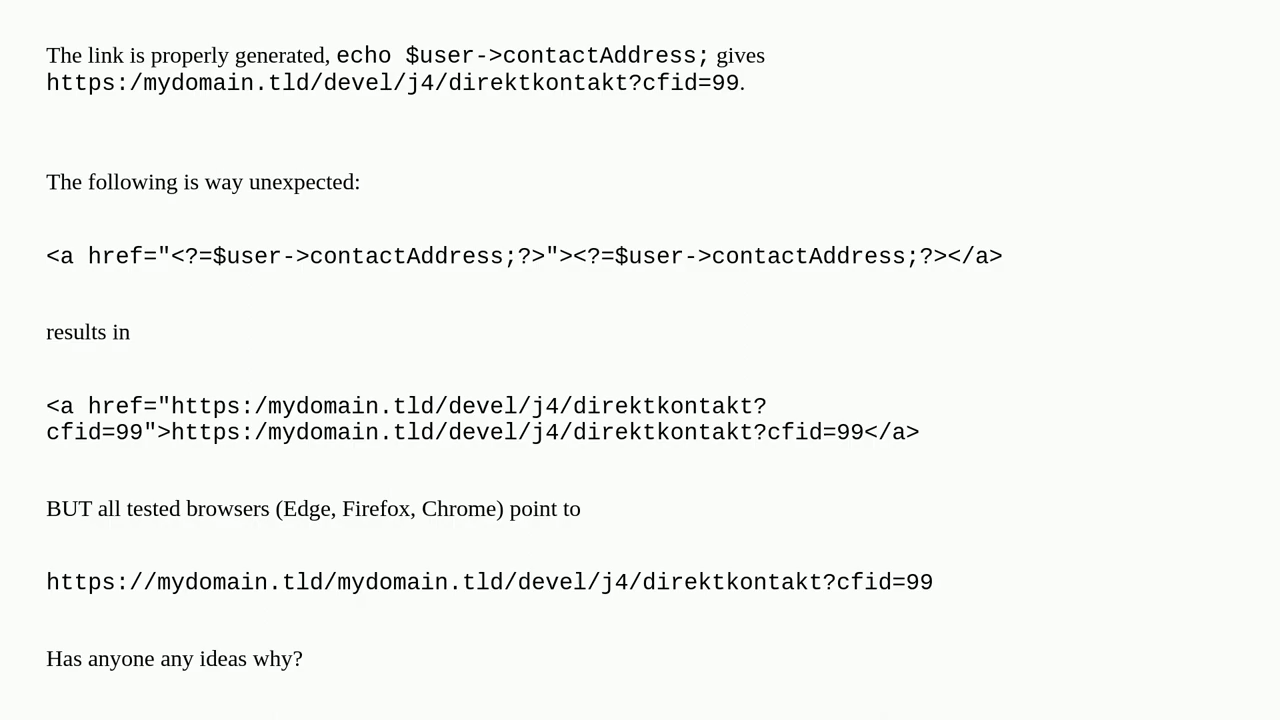 The link is properly generated, echo $user->contactAddress; gives
https:/mydomain.tld/devel/j4/direktkontakt?cfid=99.
The following is way unexpected:
<a href="<?=$user->contactAddress;?>"><?=$user->contactAddress;?></a>
results in
<a href="https:/mydomain.tld/devel/j4/direktkontakt?
cfid=99">https:/mydomain.tld/devel/j4/direktkontakt?cfid=99</a>
BUT all tested browsers (Edge, Firefox, Chrome) point to
https://mydomain.tld/mydomain.tld/devel/j4/direktkontakt?cfid=99
Has anyone any ideas why?